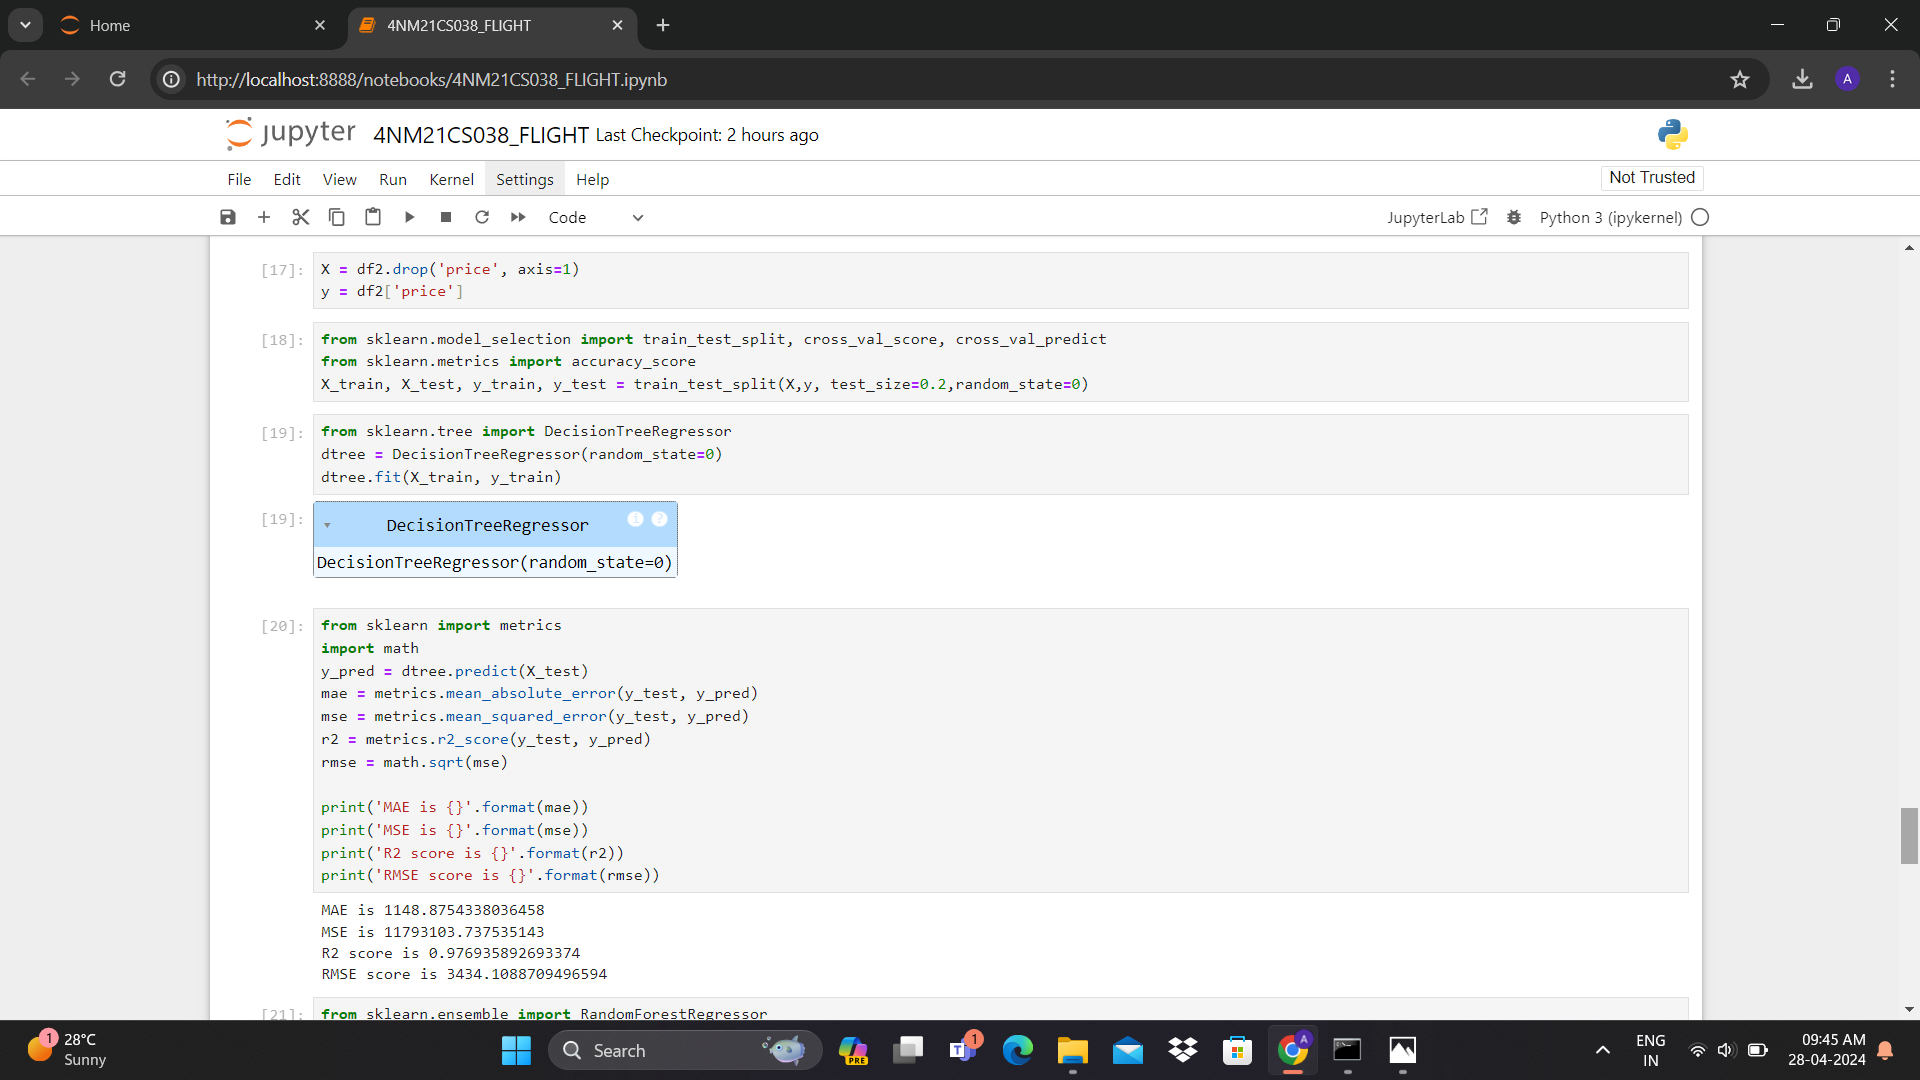 Home
4NM21CS038_FLIGHT
http://localhost:8888/notebooks/4NM21CS038_FLIGHT.ipynb
A
jupyter 4NM21CS038_FLIGHT Last Checkpoint: 2 hours ago
File Edit View Run Kernel Settings Help
Not Trusted
Code
JupyterLab
Python 3 (ipykernel)
[17]:
X = df2.drop('price', axis=1)
y = df2['price']
[18]:
from sklearn.model_selection import train_test_split, cross_val_score, cross_val_predict
from sklearn.metrics import accuracy_score
X_train, X_test, y_train, y_test = train_test_split(X,y, test_size=0.2,random_state=0)
[19]:
from sklearn.tree import DecisionTreeRegressor
dtree = DecisionTreeRegressor(random_state=0)
dtree.fit(X_train, y_train)
[19]:
DecisionTreeRegressor
i ?
DecisionTreeRegressor(random_state=0)
[20]:
from sklearn import metrics
import math
y_pred = dtree.predict(X_test)
mae = metrics.mean_absolute_error(y_test, y_pred)
mse = metrics.mean_squared_error(y_test, y_pred)
r2 = metrics.r2_score(y_test, y_pred)
rmse = math.sqrt(mse)
print('MAE is {}'.format(mae))
print('MSE is {}'.format(mse))
print('R2 score is {}'.format(r2))
print('RMSE score is {}'.format(rmse))
MAE is 1148.8754338036458
MSE is 11793103.737535143
R2 score is 0.976935892693374
RMSE score is 3434.1088709496594
[21]:
from sklearn.ensemble import RandomForestRegressor
1
28°C
Sunny
Search
PRE
T
1
A
ENG
IN
09:45 AM
28-04-2024